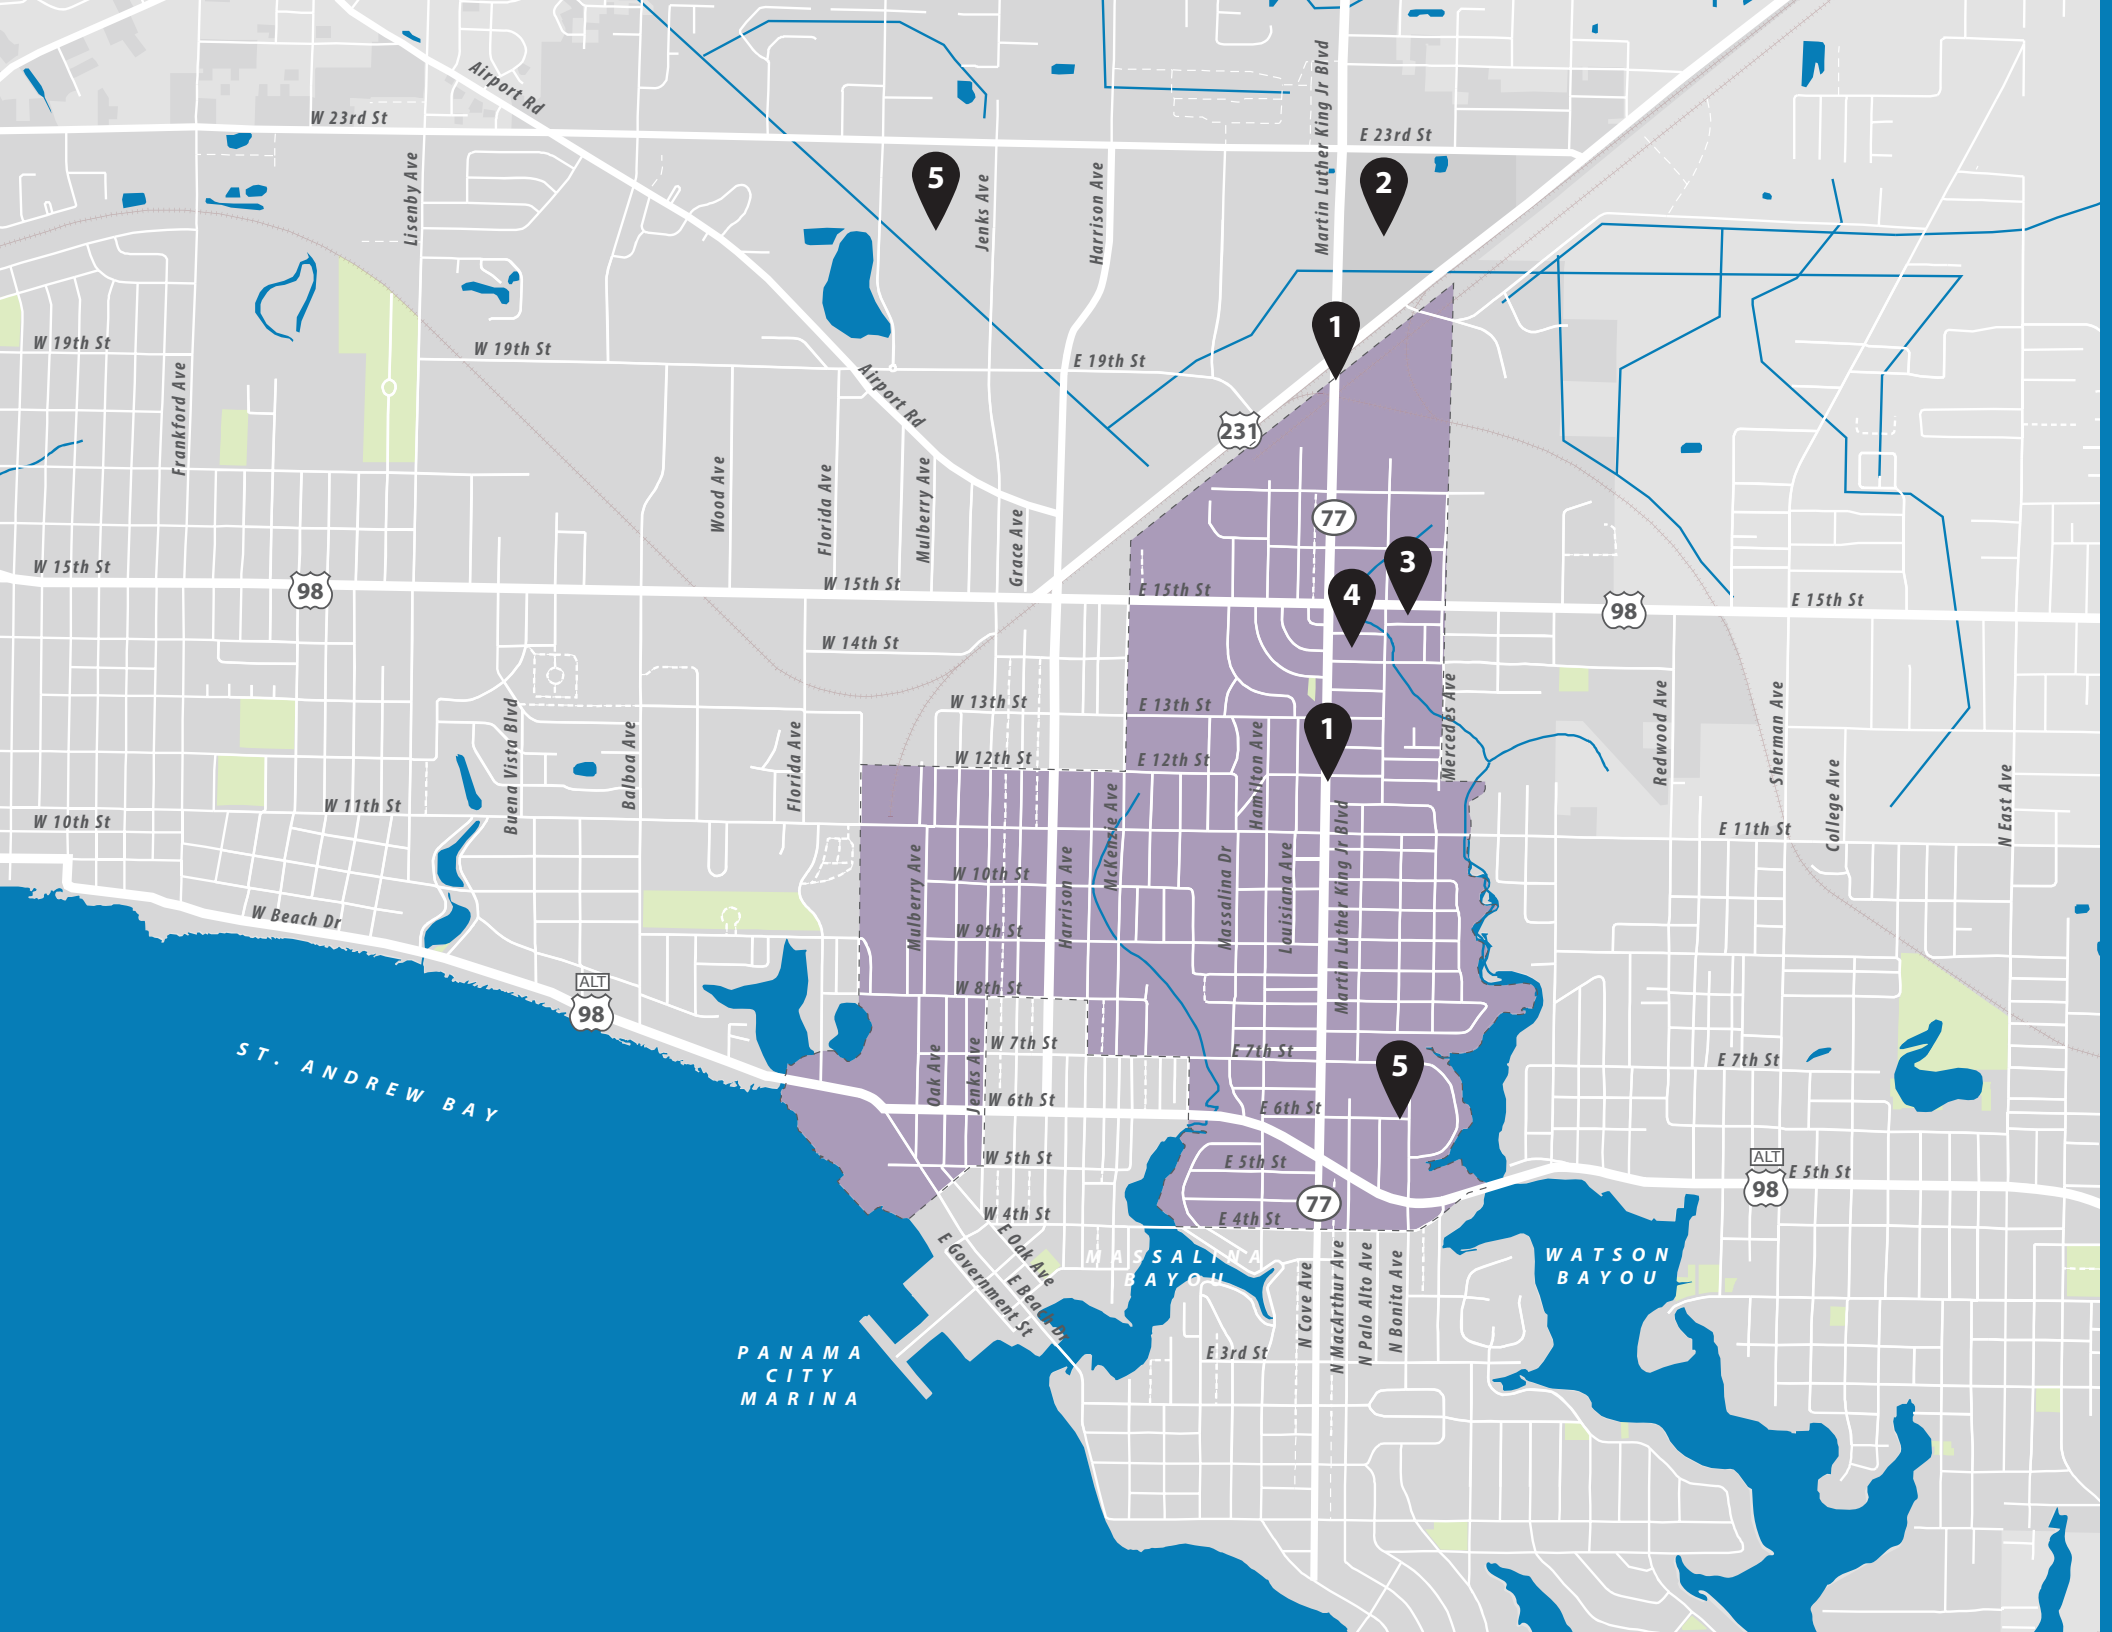 Airport Rd
W 23rd St
E 23rd St
Martin Luther King Jr Blvd
Lisenby Ave
5
Jenks Ave
Harrison Ave
2
1
W 19th St
W 19th St
E 19th St
Frankford Ave
Airport Rd
231
Wood Ave
Florida Ave
Mulberry Ave
Grace Ave
77
3
W 15th St
98
W 15th St
E 15th St
4
98
E 15th St
W 14th St
W 13th St
E 13th St
Mercedes Ave
Redwood Ave
Sherman Ave
Buena Vista Blvd
Balboa Ave
Florida Ave
1
W 12th St
E 12th St
Hamilton Ave
McKenzie Ave
College Ave
N East Ave
W 11th St
W 10th St
E 11th St
Mulberry Ave
W 10th St
Harrison Ave
Massalina Dr
Louisiana Ave
Martin Luther King Jr Blvd
W Beach Dr
W 9th St
ALT
98
W 8th St
ST. ANDREW BAY
Oak Ave
Jenks Ave
W 7th St
E 7th St
5
E 7th St
W 6th St
E 6th St
W 5th St
E 5th St
ALT
98
E 5th St
77
W 4th St
E 4th St
E Government St
E Oak Ave
E Beach Dr
MASSALINA
BAYOU
N Cove Ave
N MacArthur Ave
N Palo Alto Ave
N Bonita Ave
WATSON
BAYOU
E 3rd St
PANAMA
CITY
MARINA